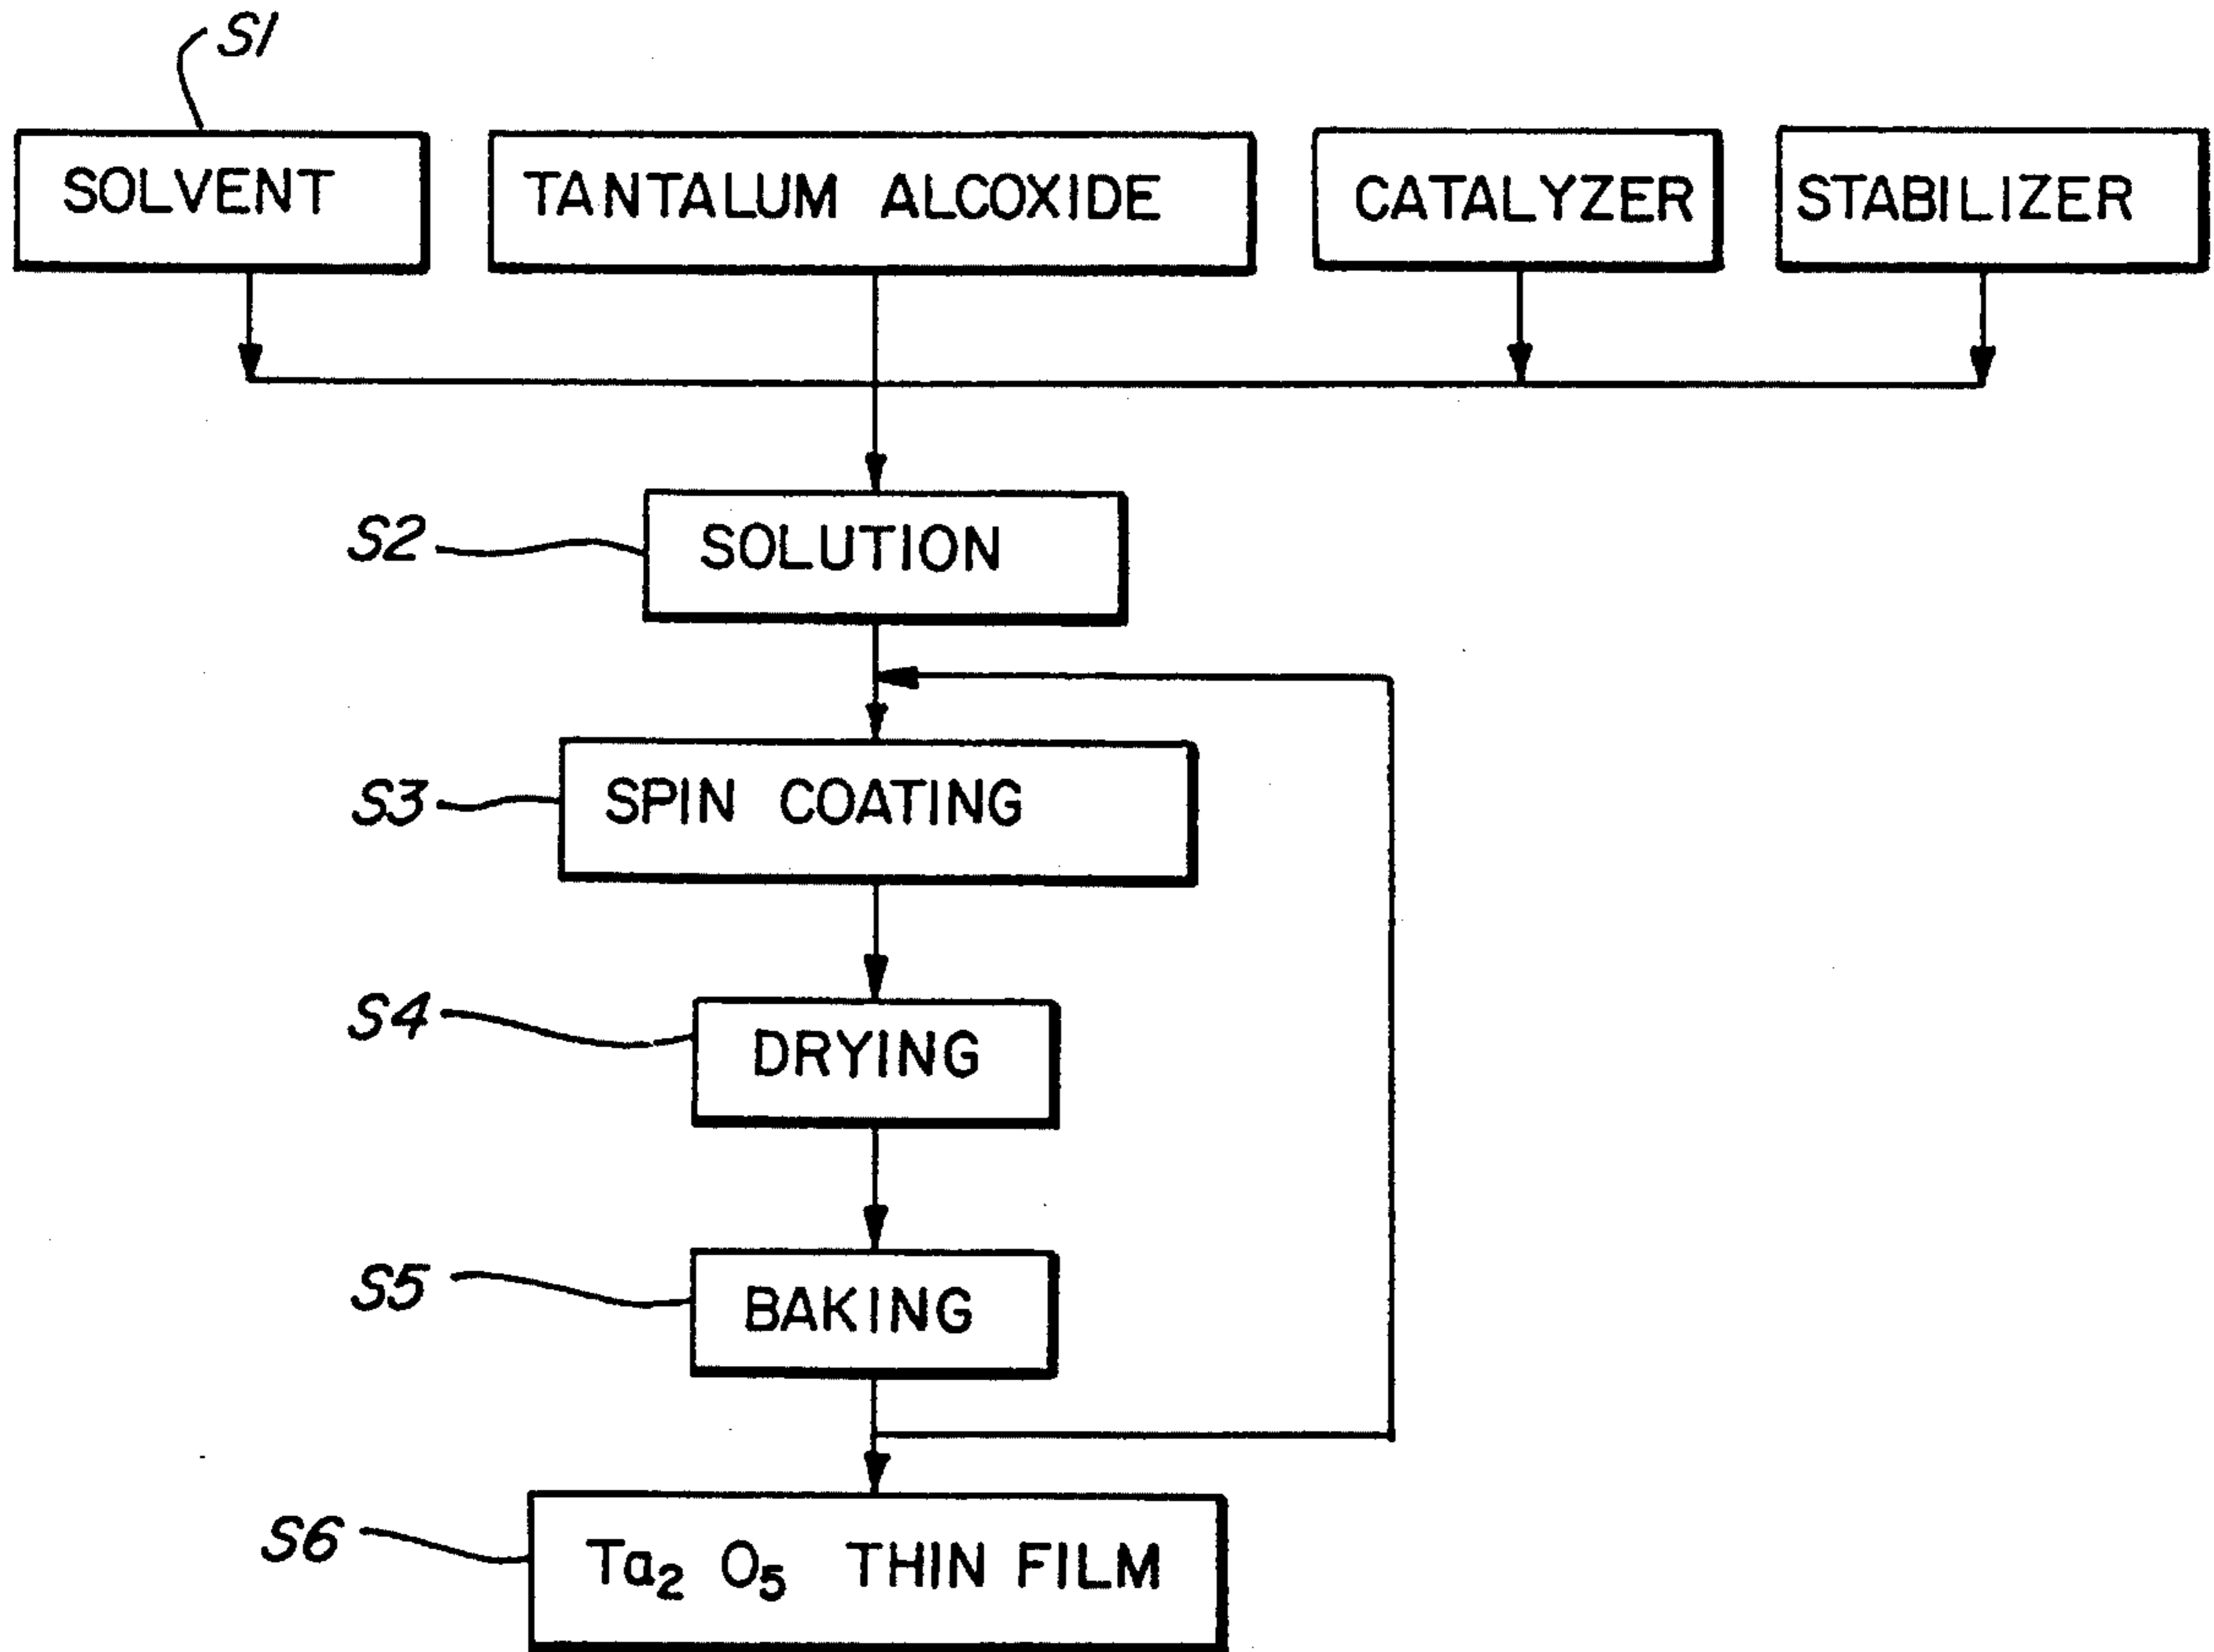 S1
SOLVENT
TANTALUM ALCOXIDE
CATALYZER
STABILIZER
S2
SOLUTION
S3
SPIN COATING
S4
DRYING
S5
BAKING
S6
Ta₂ O₅ THIN FILM